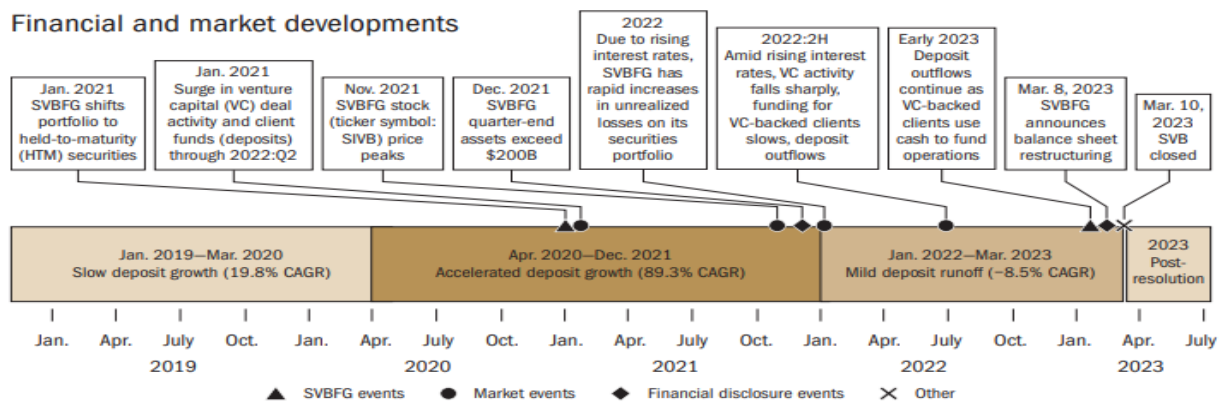 Financial and market developments
Jan. 2021
SVBFG shifts
portfolio to
held-to-maturity
(HTM) securities
Jan. 2021
Surge in venture
capital (VC) deal
activity and client
funds (deposits)
through 2022:Q2
Nov. 2021
SVBFG stock
(ticker symbol:
SIVB) price
peaks
Dec. 2021
SVBFG
quarter-end
assets exceed
$200B
2022
Due to rising
interest rates,
SVBFG has
rapid increases
in unrealized
losses on its
securities
portfolio
2022:2H
Amid rising interest
rates, VC activity
falls sharply,
funding for
VC-backed clients
slows, deposit
outflows
Early 2023
Deposit
outflows
continue as
VC-backed
clients use
cash to fund
operations
Mar. 8, 2023
SVBFG
announces
balance sheet
restructuring
Mar. 10,
2023
SVB
closed
Jan. 2019—Mar. 2020
Slow deposit growth (19.8% CAGR)
Apr. 2020—Dec. 2021
Accelerated deposit growth (89.3% CAGR)
Jan. 2022—Mar. 2023
Mild deposit runoff (−8.5% CAGR)
2023
Post-
resolution
Jan. Apr. July Oct. Jan. Apr. July Oct. Jan. Apr. July Oct. Jan. Apr. July Oct. Jan. Apr. July
2019 2020 2021 2022 2023
SVBFG events Market events Financial disclosure events Other